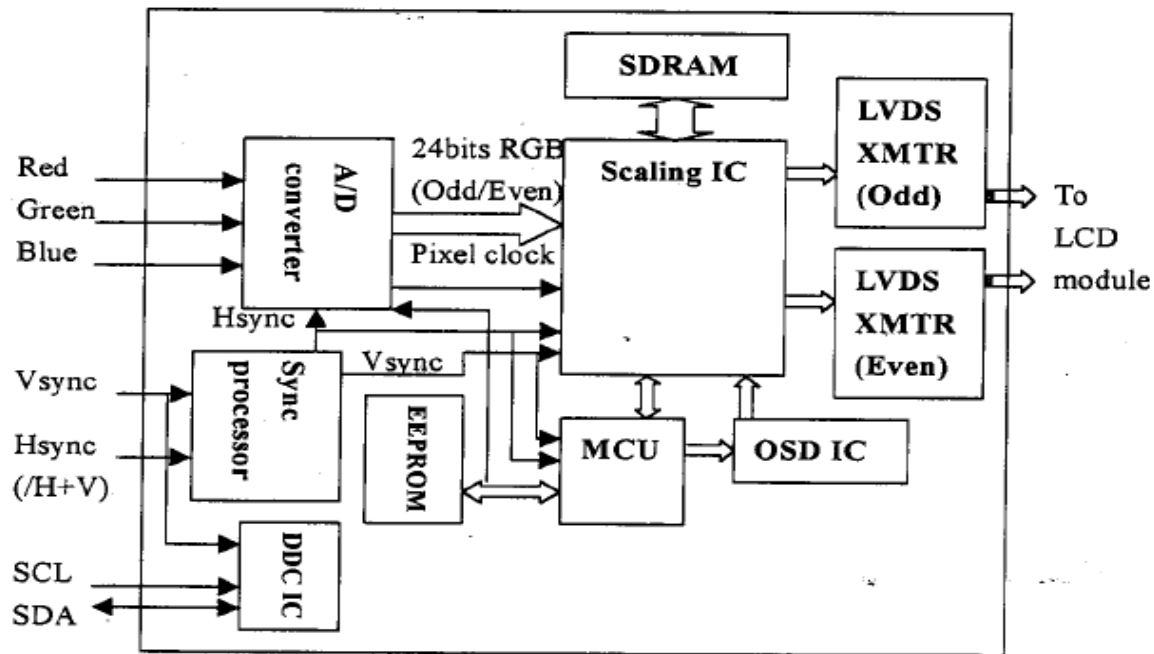 SDRAM
LVDS
XMTR
(Odd)
24bits RGB
(Odd/Even)
Scaling IC
A/D
converter
Red
Green
Blue
Pixel clock
To
LCD
module
LVDS
XMTR
(Even)
Hsync
Vsync
Sync
processor
Vsync
Hsync
(/H+V)
EEPROM
MCU
OSD IC
DDC IC
SCL
SDA